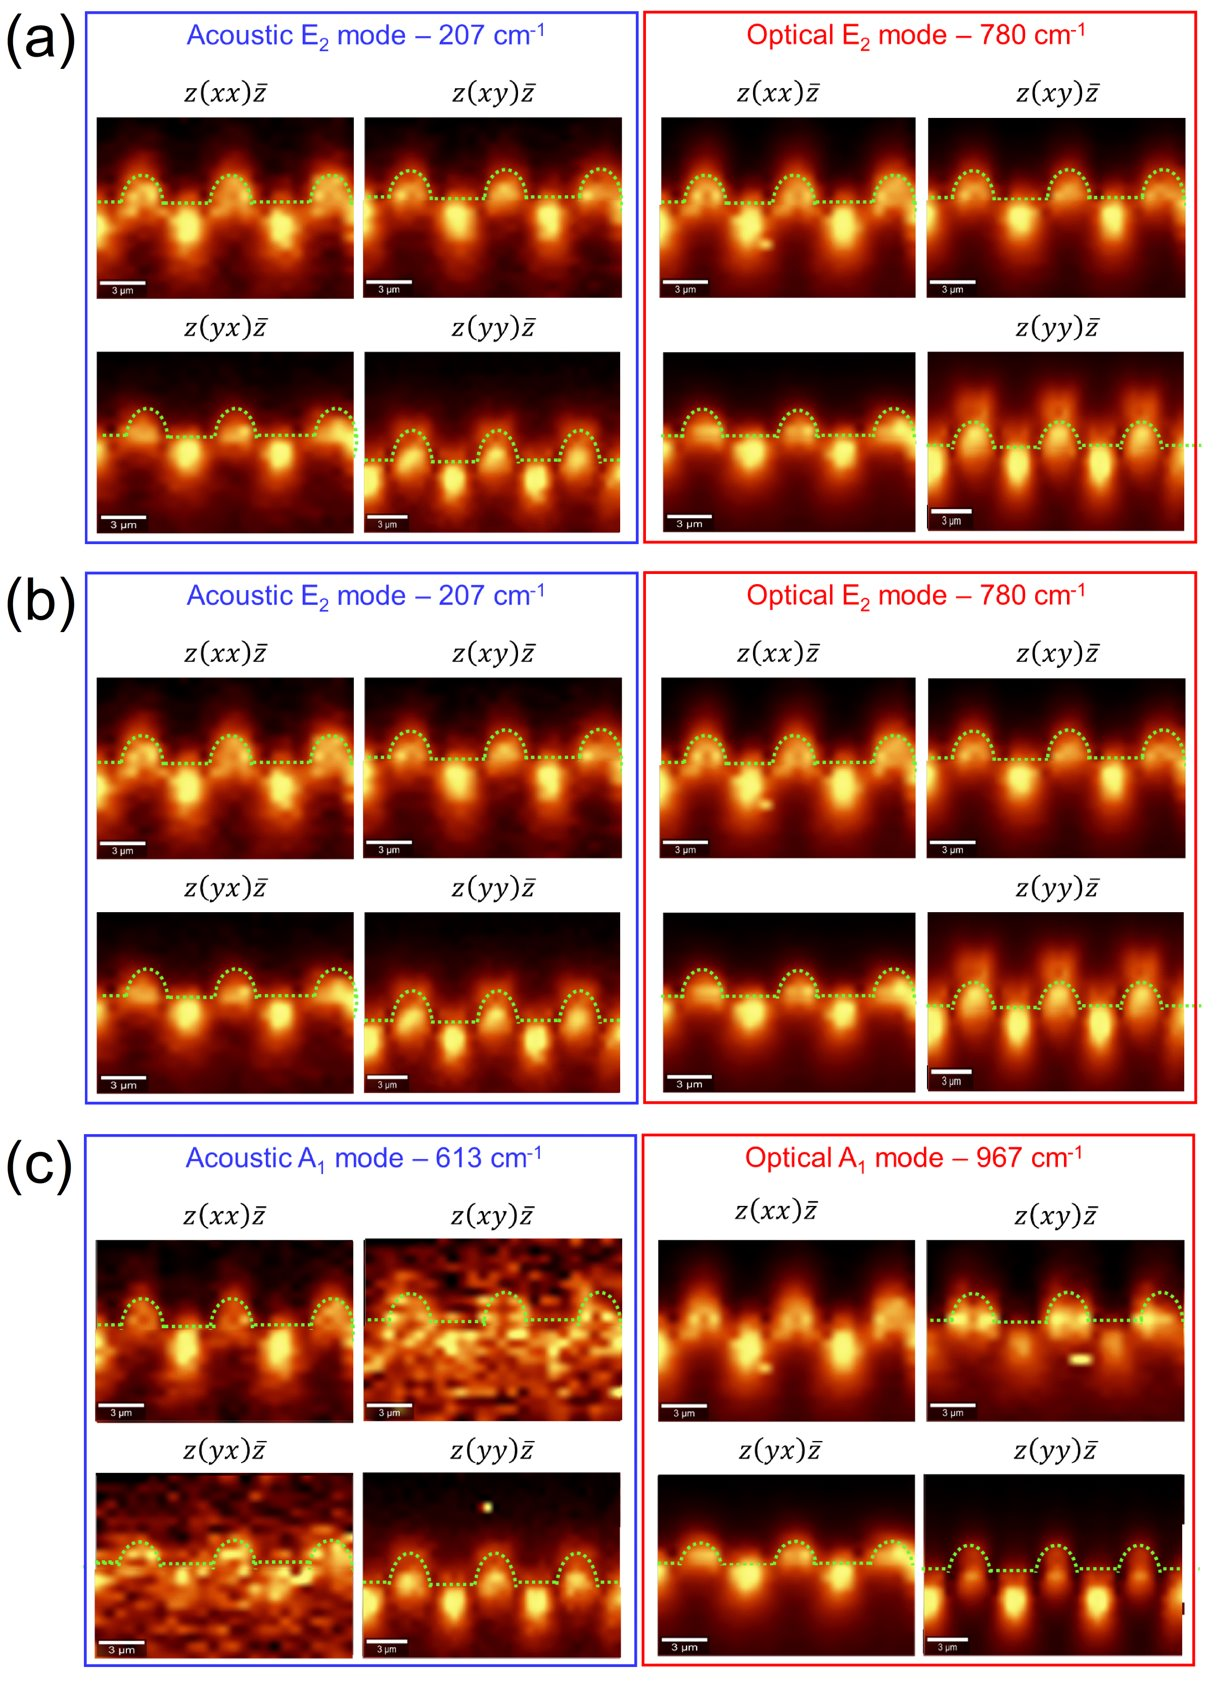 (a)
Acoustic E₂ mode – 207 cm⁻¹
Optical E₂ mode – 780 cm⁻¹
z(xx)z̄
z(xy)z̄
z(xx)z̄
z(xy)z̄
3 µm
3 µm
3 µm
3 µm
z(yx)z̄
z(yy)z̄
z(yy)z̄
3 µm
3 µm
3 µm
3 µm
(b)
Acoustic E₂ mode – 207 cm⁻¹
Optical E₂ mode – 780 cm⁻¹
z(xx)z̄
z(xy)z̄
z(xx)z̄
z(xy)z̄
3 µm
3 µm
3 µm
3 µm
z(yx)z̄
z(yy)z̄
z(yy)z̄
3 µm
3 µm
3 µm
3 µm
(c)
Acoustic A₁ mode – 613 cm⁻¹
Optical A₁ mode – 967 cm⁻¹
z(xx)z̄
z(xy)z̄
z(xx)z̄
z(xy)z̄
3 µm
3 µm
3 µm
3 µm
z(yx)z̄
z(yy)z̄
z(yx)z̄
z(yy)z̄
3 µm
3 µm
3 µm
3 µm